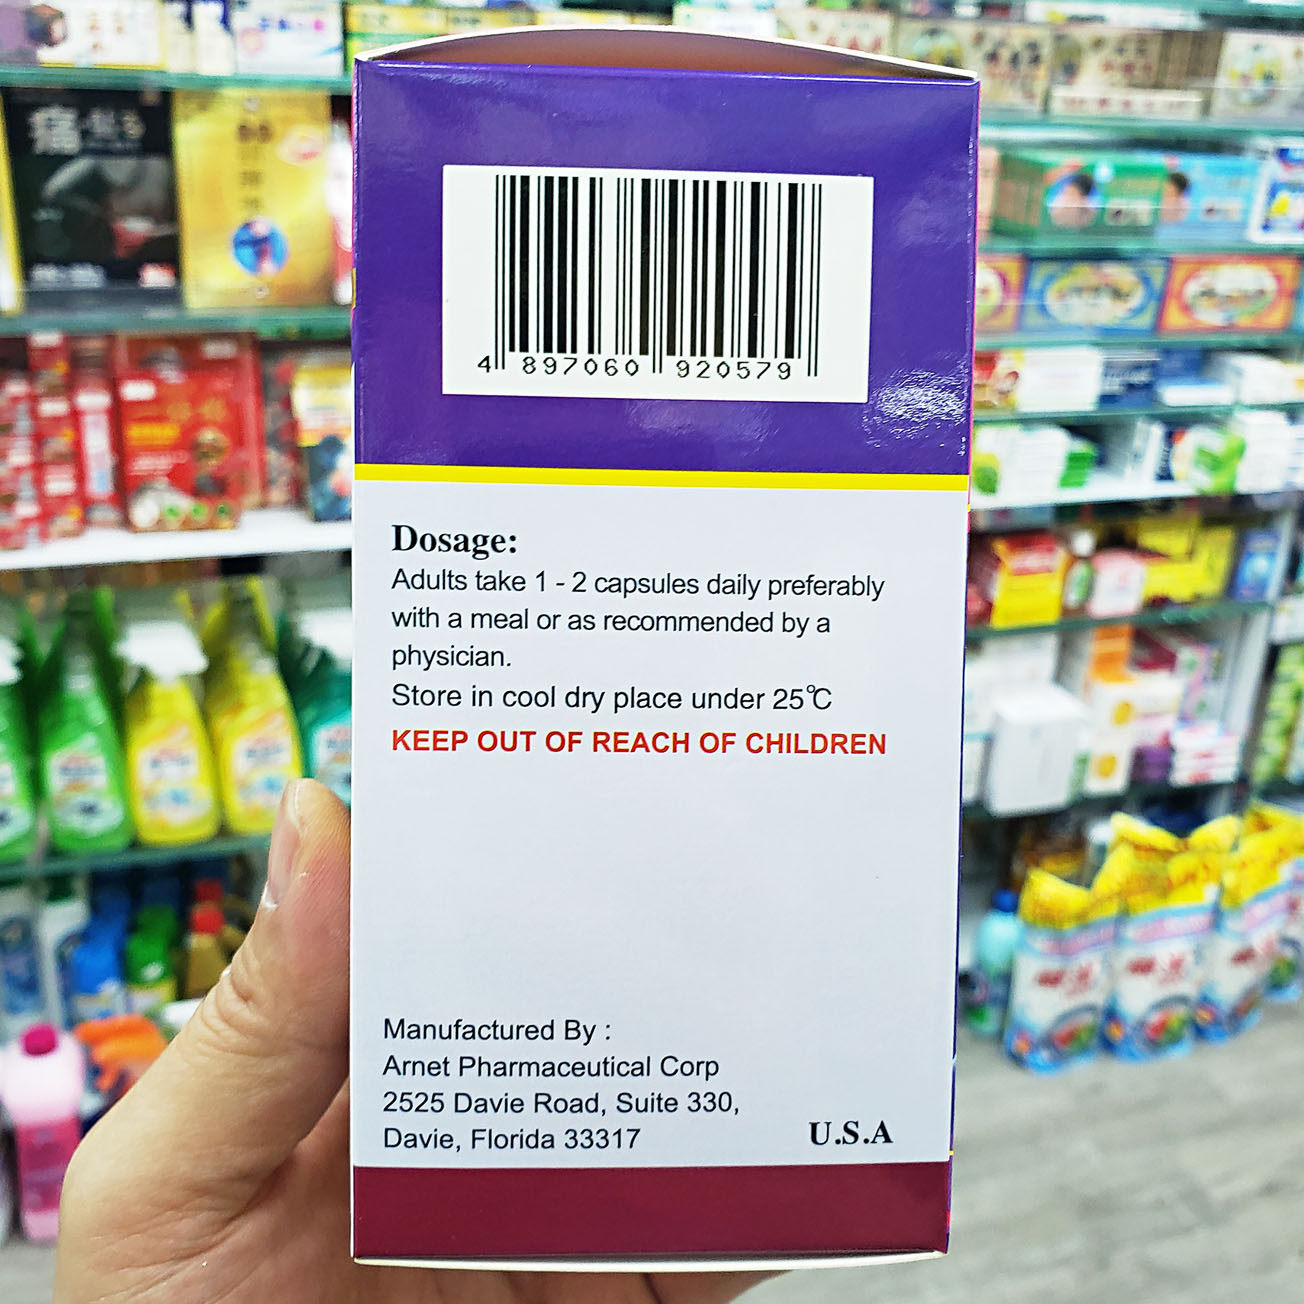 4 897060 920579
Dosage:
Adults take 1 - 2 capsules daily preferably
with a meal or as recommended by a
physician.
Store in cool dry place under 25℃
KEEP OUT OF REACH OF CHILDREN
Manufactured By :
Arnet Pharmaceutical Corp
2525 Davie Road, Suite 330,
Davie, Florida 33317
U.S.A
痛